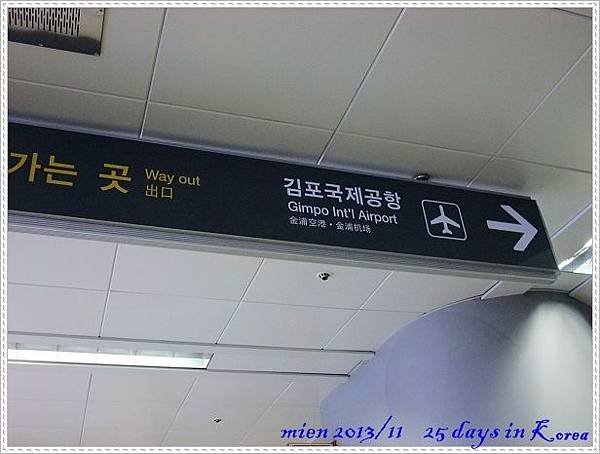 가는 곳 Way out
出口
김포국제공항
Gimpo Int'l Airport
金浦空港・金浦机场
mien 2013/11 25 days in Korea